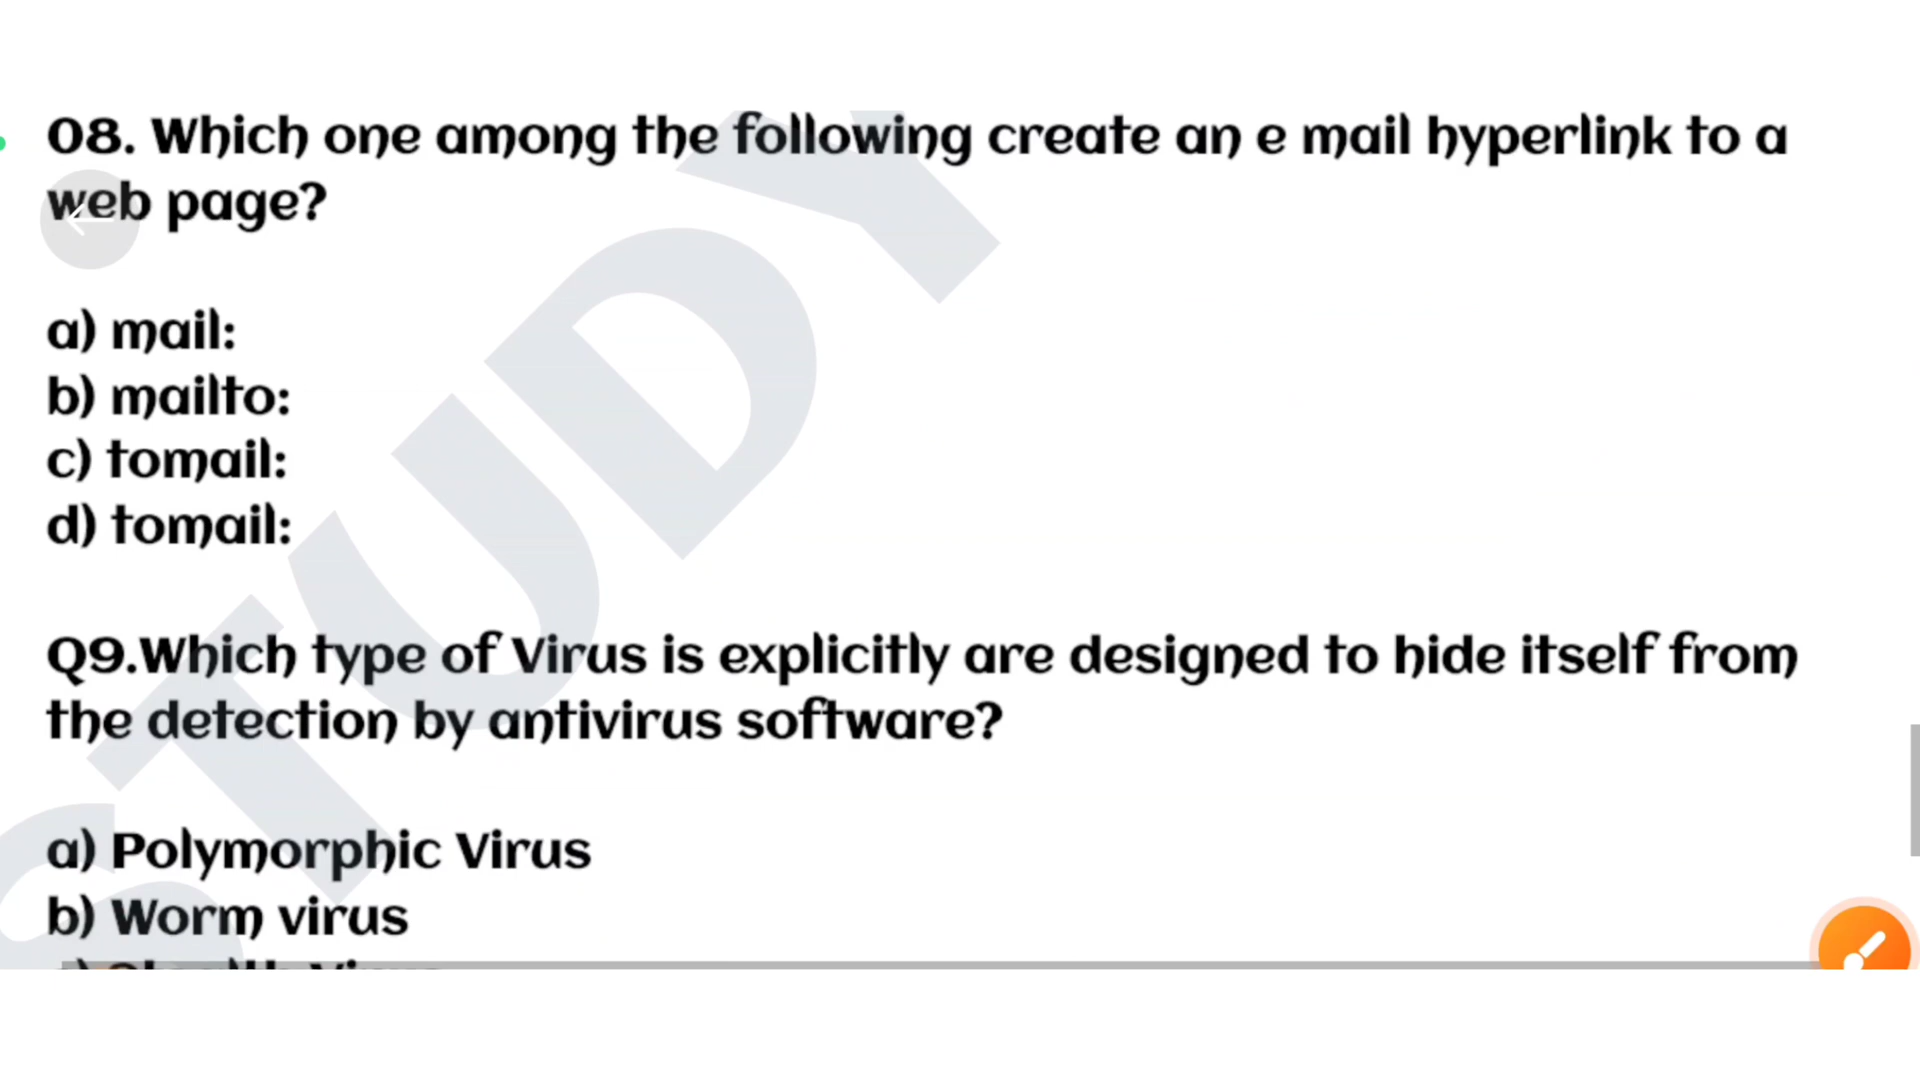 08. Which one among the following create an e mail hyperlink to a
web page?
a) mail:
b) mailto:
c) tomail:
d) tomail:
Q9.Which type of Virus is explicitly are designed to hide itself from
the detection by antivirus software?
a) Polymorphic Virus
b) Worm virus
STUDY